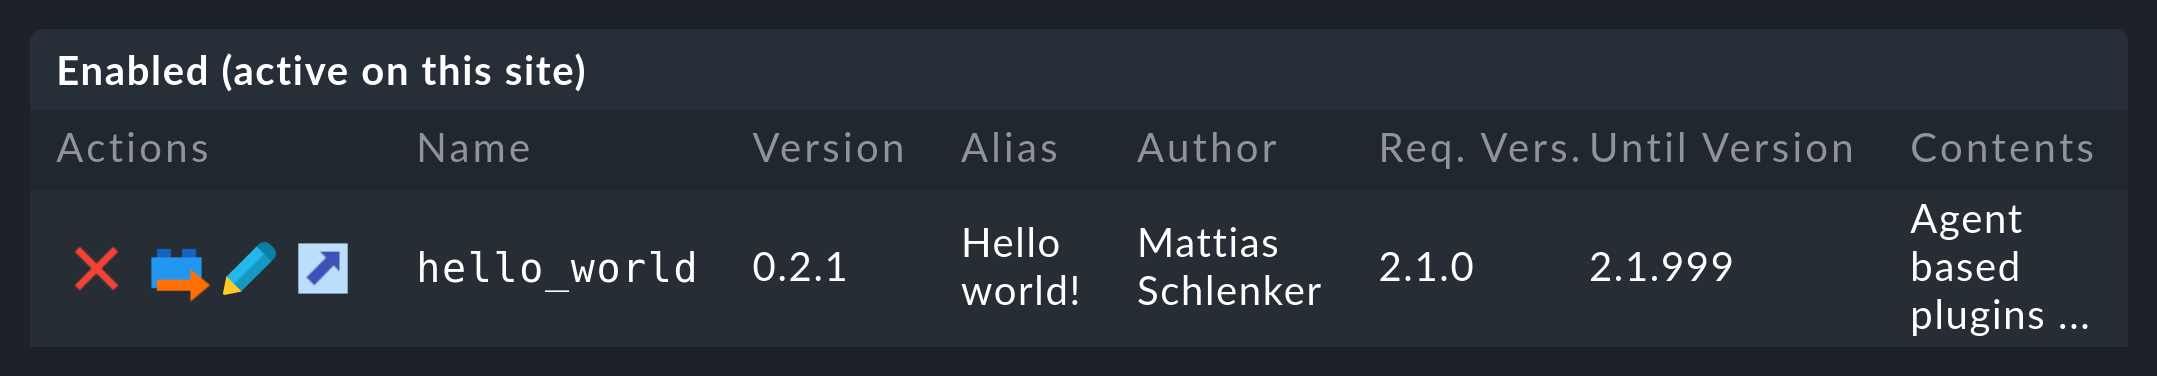 Enabled (active on this site)
Actions Name Version Alias Author Req. Vers. Until Version Contents
hello_world 0.2.1 Hello world! Mattias Schlenker 2.1.0 2.1.999 Agent based plugins ...